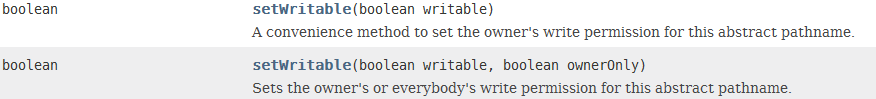 boolean setWritable(boolean writable)
A convenience method to set the owner's write permission for this abstract pathname.
boolean setWritable(boolean writable, boolean ownerOnly)
Sets the owner's or everybody's write permission for this abstract pathname.